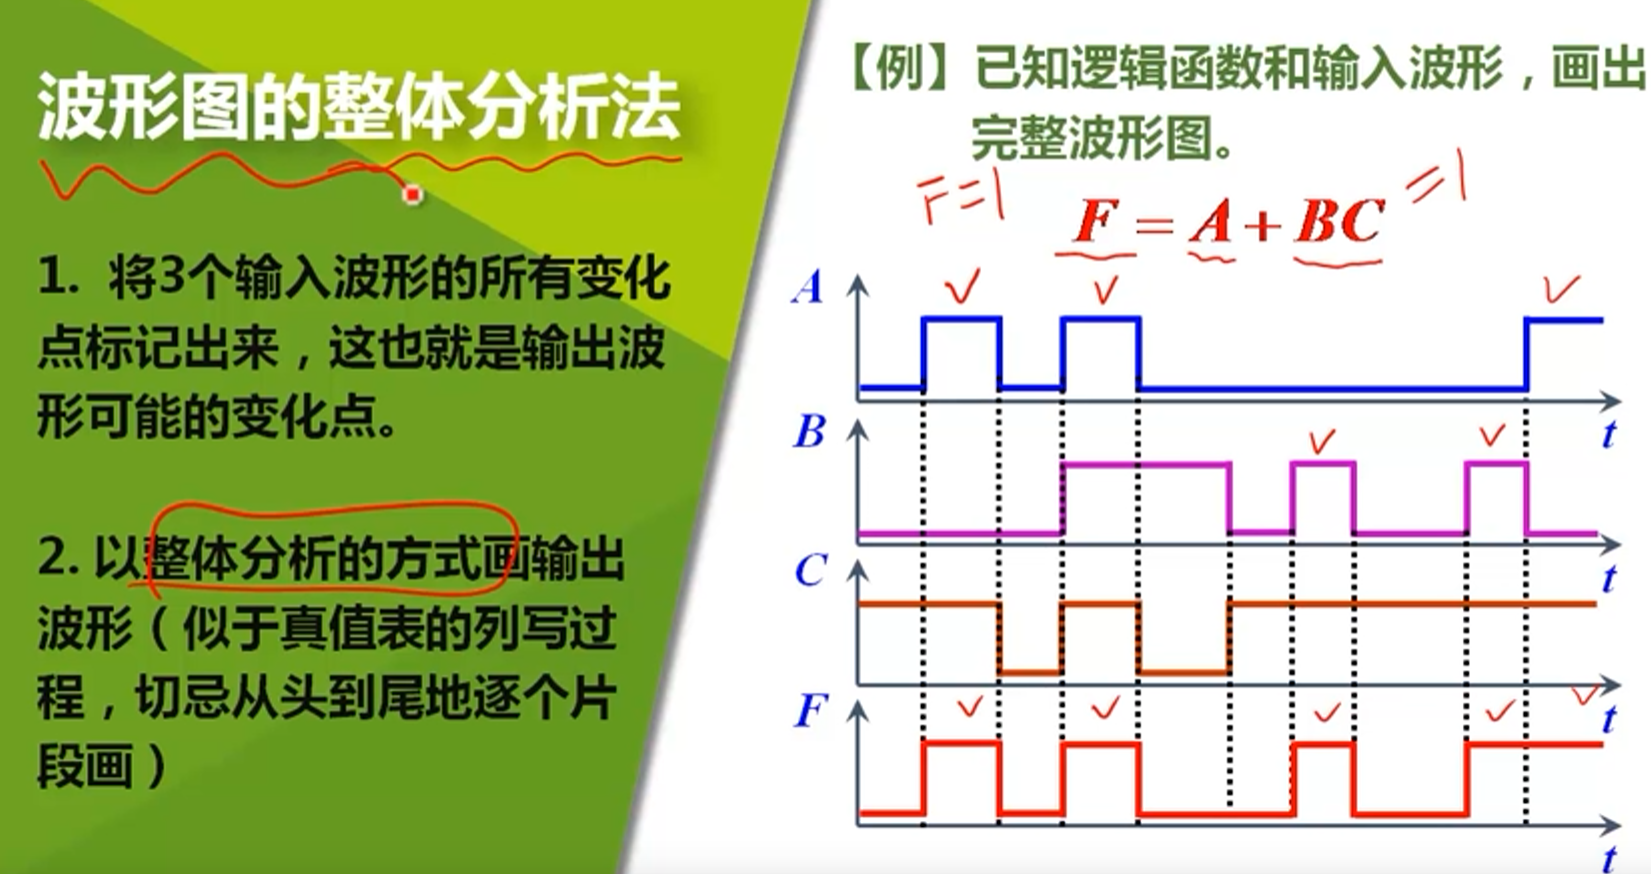 波形图的整体分析法
1. 将3个输入波形的所有变化
点标记出来，这也就是输出波
形可能的变化点。
2. 以整体分析的方式画输出
波形（似于真值表的列写过
程，切忌从头到尾地逐个片
段画）
【例】已知逻辑函数和输入波形，画出
完整波形图。
F=1
F = A + BC
=1
A
t
B
t
C
t
F
t